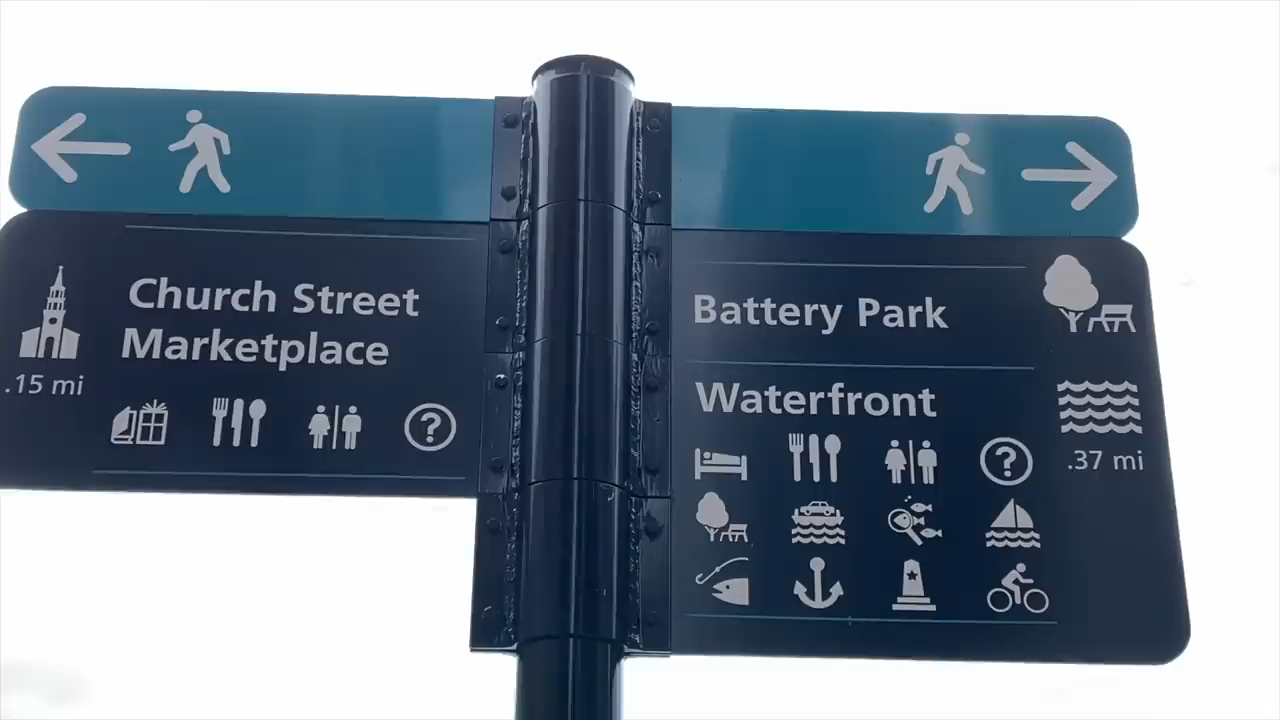 Church Street
Marketplace
.15 mi
?
Battery Park
Waterfront
.37 mi
?